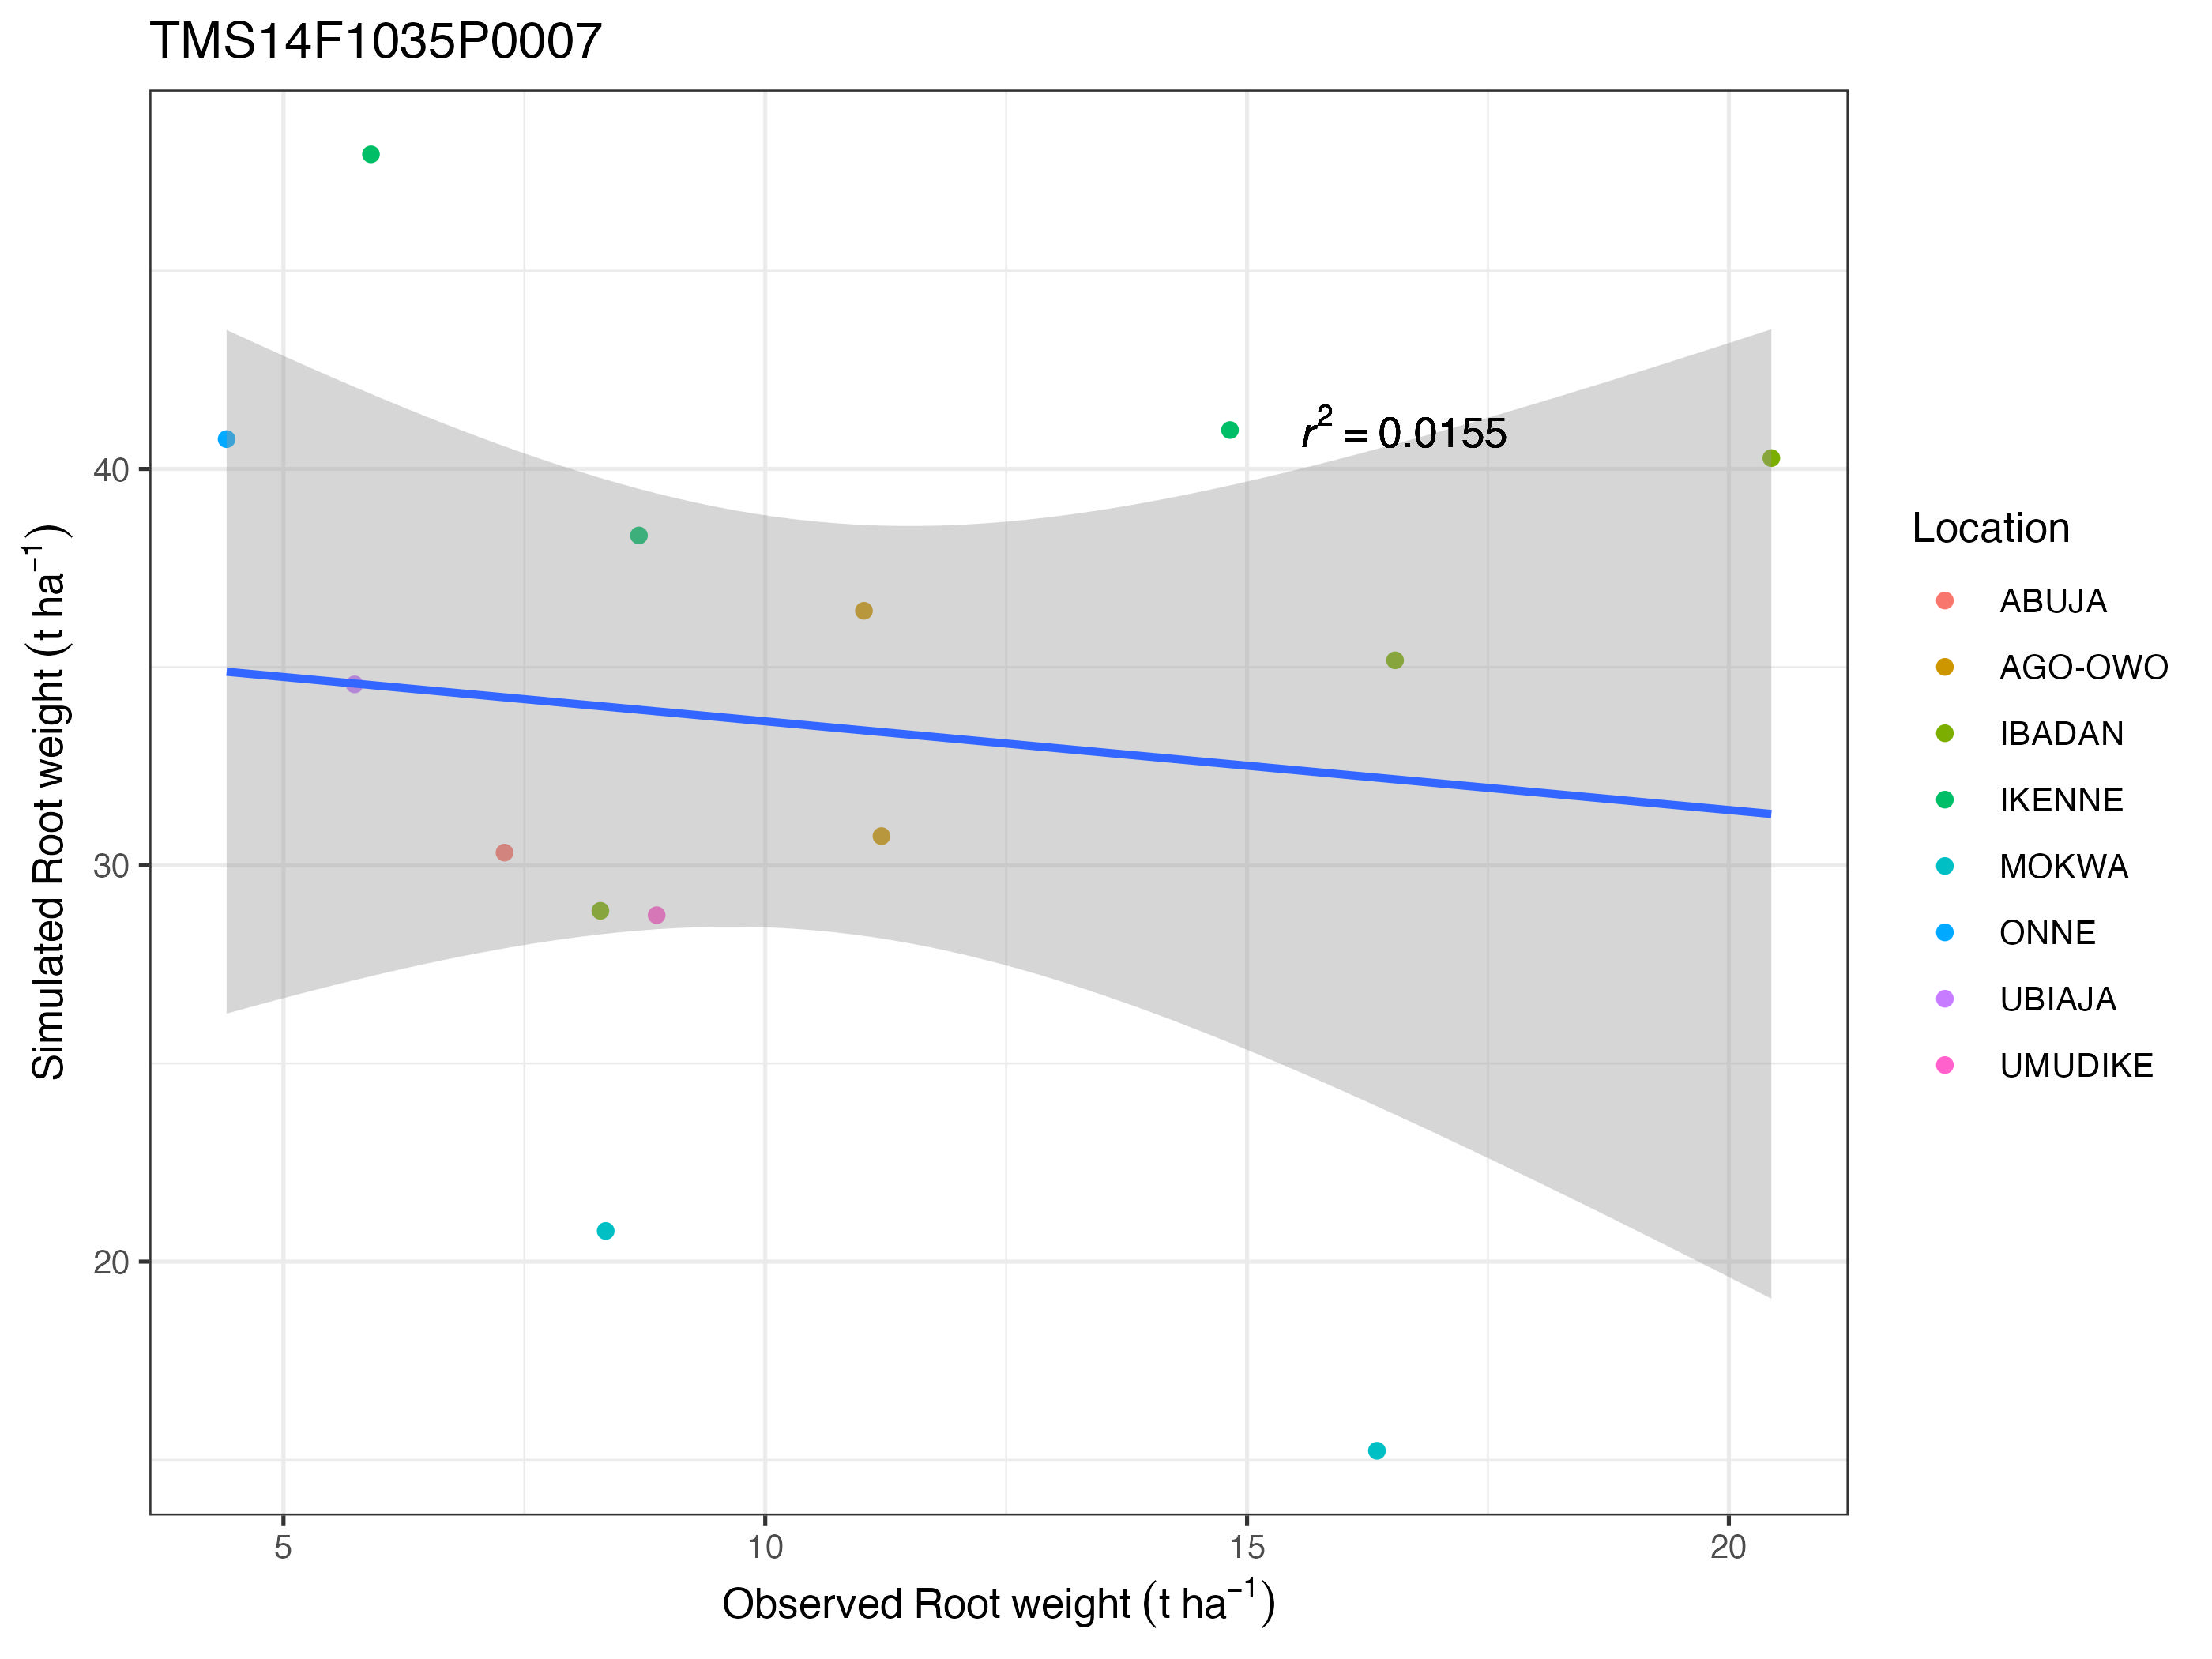 TMS14F1035P0007
r² = 0.0155
Simulated Root weight (t ha⁻¹)
40
30
20
5 10 15 20
Observed Root weight (t ha⁻¹)
Location
ABUJA
AGO-OWO
IBADAN
IKENNE
MOKWA
ONNE
UBIAJA
UMUDIKE